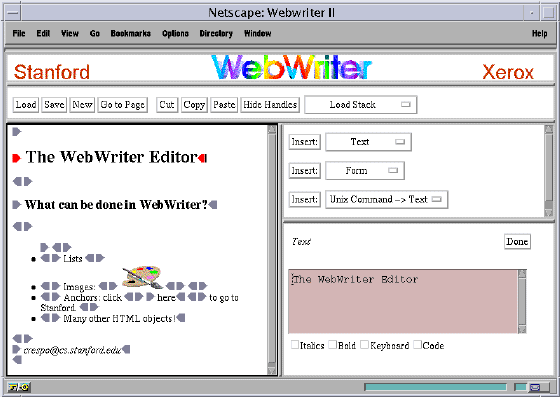 Netscape: Webwriter II
File Edit View Go Bookmarks Options Directory Window Help
Stanford WebWriter Xerox
Load Save New Go to Page Cut Copy Paste Hide Handles Load Stack
The WebWriter Editor
What can be done in WebWriter?
Lists
Images:
Anchors: click here to go to
Stanford
Many other HTML objects!
crespo@cs.stanford.edu
Insert: Text
Insert: Form
Insert: Unix Command -> Text
Text Done
The WebWriter Editor
Italics Bold Keyboard Code